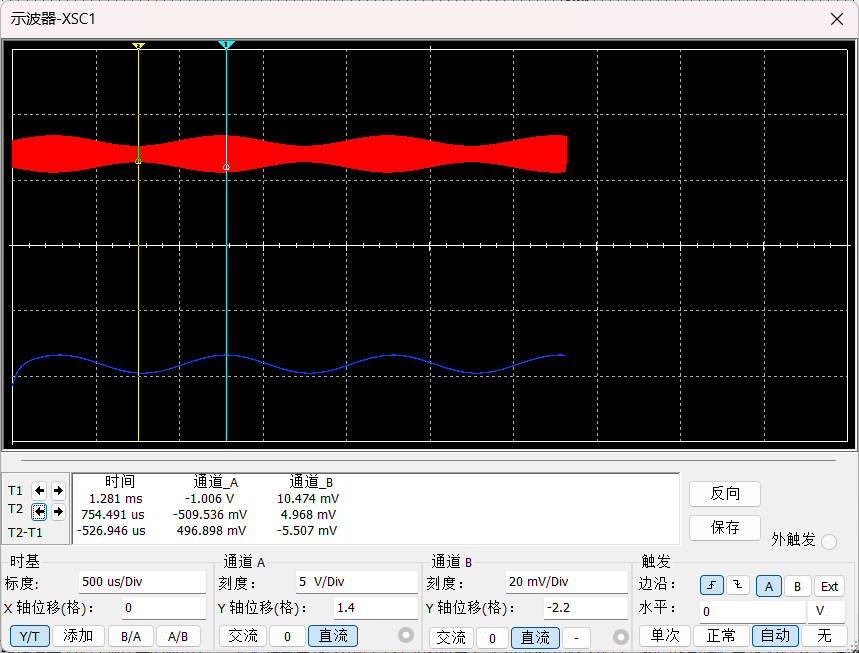 示波器-XSC1
2
1
时间 通道_A 通道_B
T1 1.281 ms -1.006 V 10.474 mV
T2 754.491 us -509.536 mV 4.968 mV
T2-T1 -526.946 us 496.898 mV -5.507 mV
反向
保存
外触发
时基 通道 A 通道 B 触发
标度: 500 us/Div 刻度: 5 V/Div 刻度: 20 mV/Div 边沿: A B Ext
X 轴位移(格): 0 Y 轴位移(格): 1.4 Y 轴位移(格): -2.2 水平: 0 V
Y/T 添加 B/A A/B 交流 0 直流 交流 0 直流 - 单次 正常 自动 无